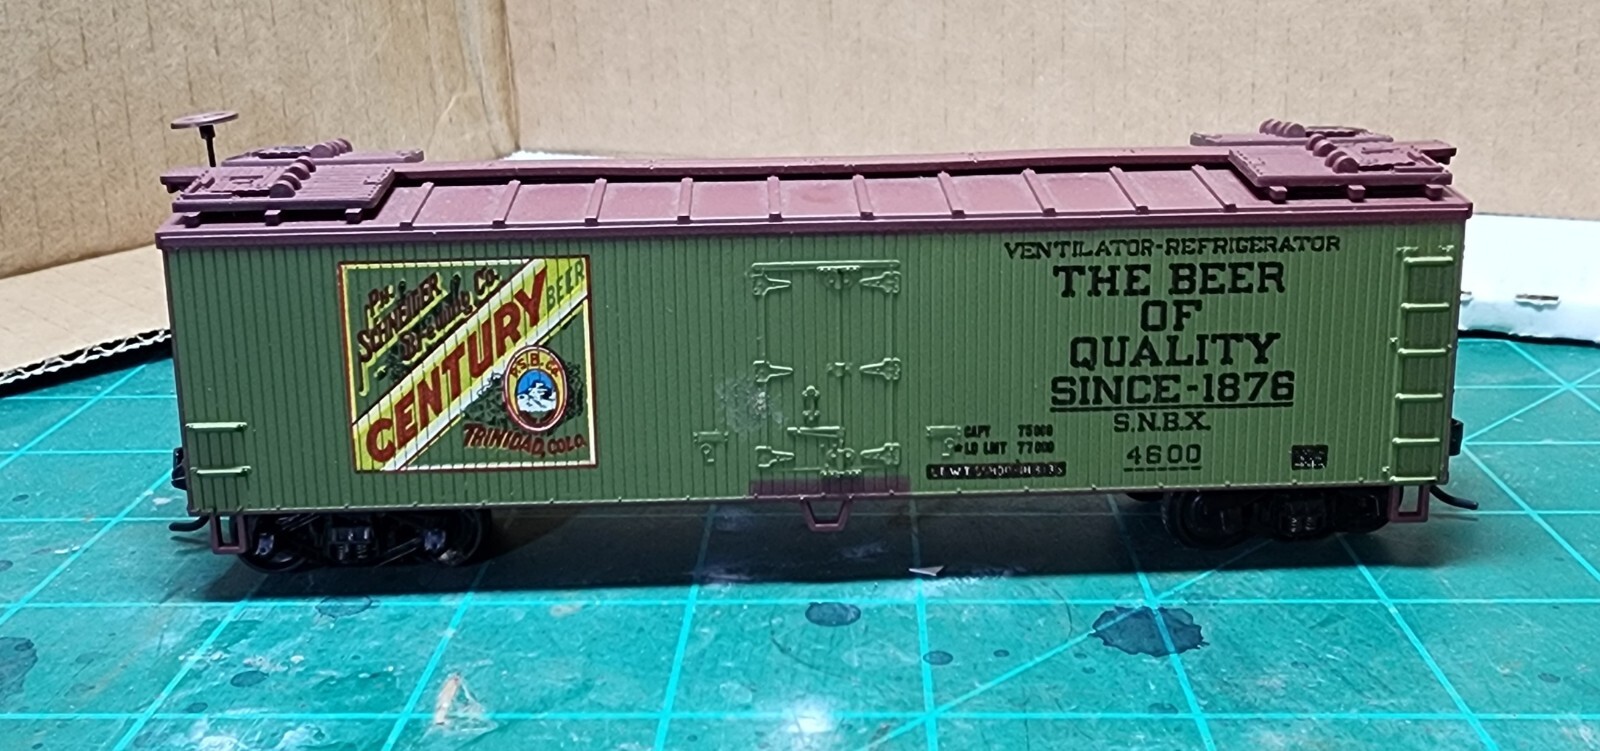 Ph.
SCHNEIDER
Brewing Co.
CENTURY
BEER
P.S.B. Co.
TRINIDAD, COLO.
VENTILATOR-REFRIGERATOR
THE BEER
OF
QUALITY
SINCE-1876
S.N.B.X.
4600
CAPY 75000
LD LMT 77000